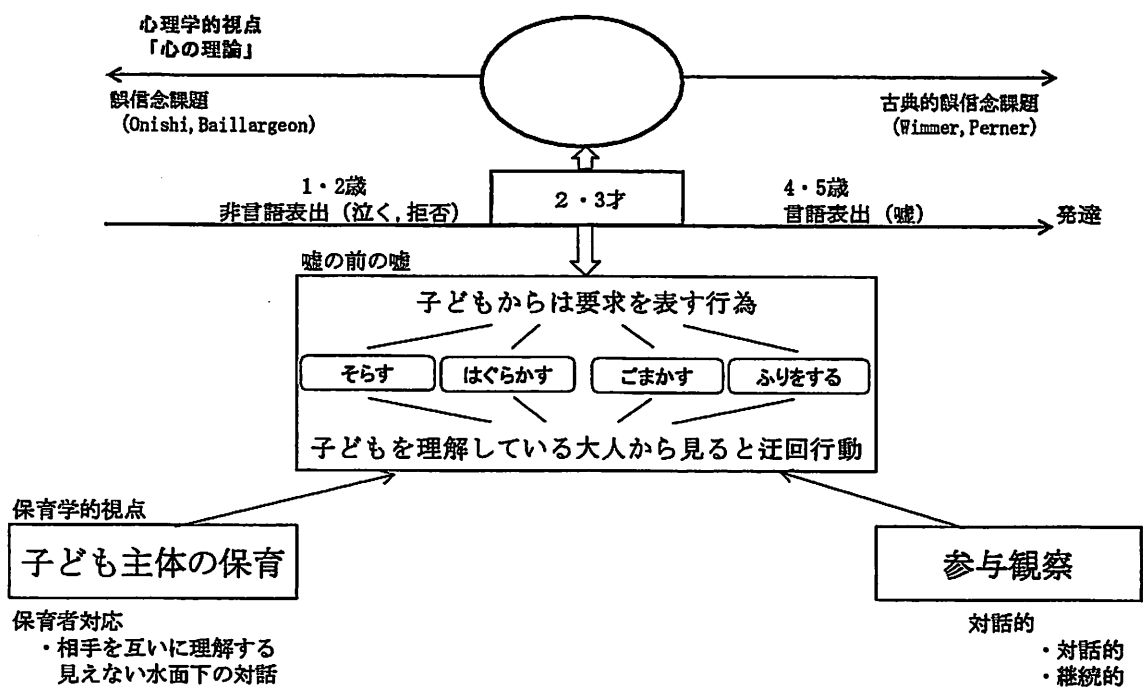 心理学的視点
「心の理論」
誤信念課題
(Onishi,Baillargeon)
古典的誤信念課題
(Wimmer,Perner)
1・2歳
非言語表出（泣く,拒否）
2・3才
4・5歳
言語表出（嘘）
発達
嘘の前の嘘
子どもからは要求を表す行為
そらす
はぐらかす
ごまかす
ふりをする
子どもを理解している大人から見ると迂回行動
保育学的視点
子ども主体の保育
参与観察
保育者対応
・相手を互いに理解する
見えない水面下の対話
対話的
・対話的
・継続的